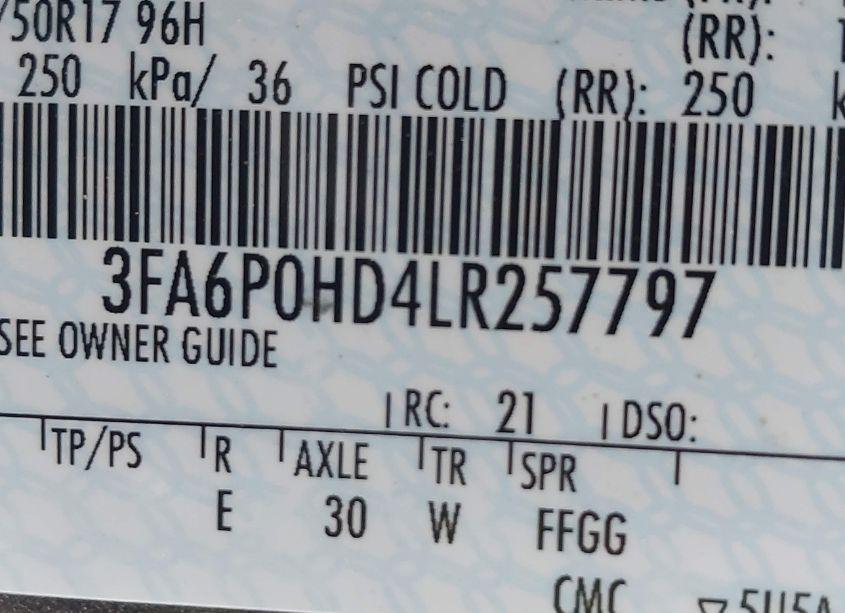 /50R17 96H
(RR):
250 kPa/ 36 PSI COLD (RR): 250
3FA6P0HD4LR257797
SEE OWNER GUIDE
RC: 21 DSO:
TP/PS R AXLE TR SPR
E 30 W FFGG
CMC